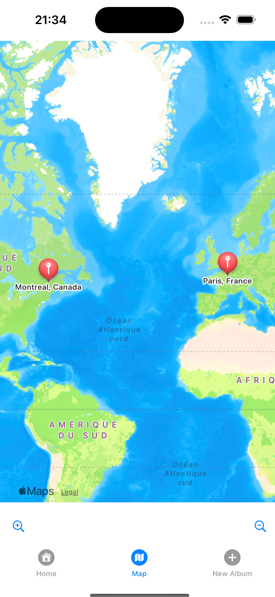 21:34
Montreal, Canada
Paris, France
Océan
Atlantique
nord
AFRIQ
AMÉRIQUE
DU SUD
Océan
Atlantique
sud
Maps Legal
Home
Map
New Album